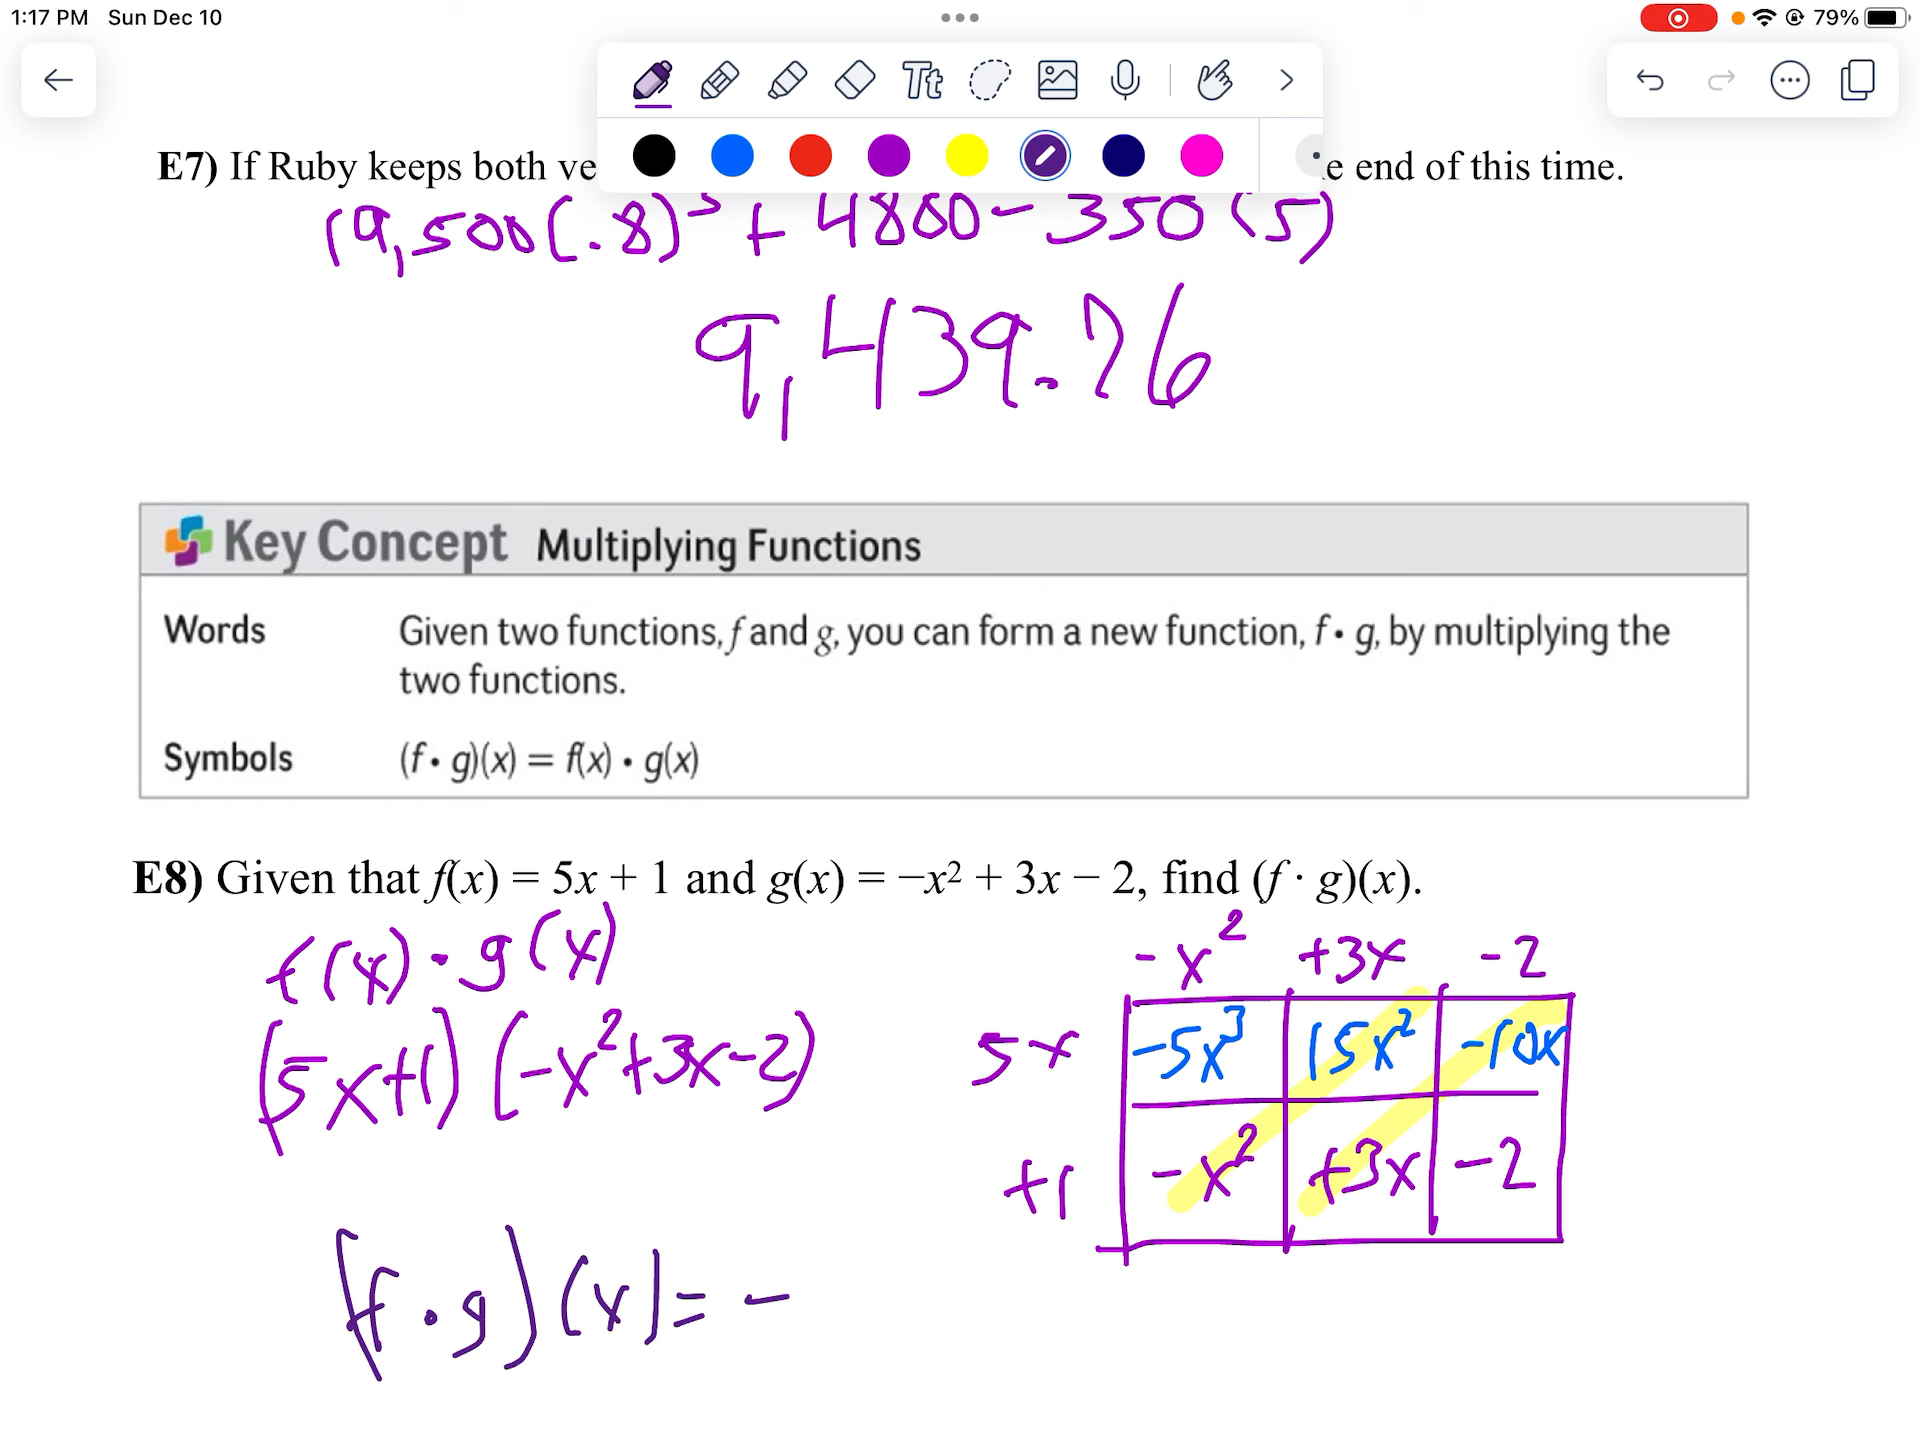 1:17 PM Sun Dec 10
79%
Tt
E7) If Ruby keeps both ve e end of this time.
19,500(.8)⁵ + 4800 - 350(5)
9,439.76
Key Concept Multiplying Functions
Words Given two functions, f and g, you can form a new function, f • g, by multiplying the
two functions.
Symbols (f • g)(x) = f(x) • g(x)
E8) Given that f(x) = 5x + 1 and g(x) = −x² + 3x − 2, find (f · g)(x).
f(x) • g(x)
(5x+1) (-x²+3x-2)
-x² +3x -2
5x -5x³ 15x² -10x
+1 -x² +3x -2
(f • g)(x) = -